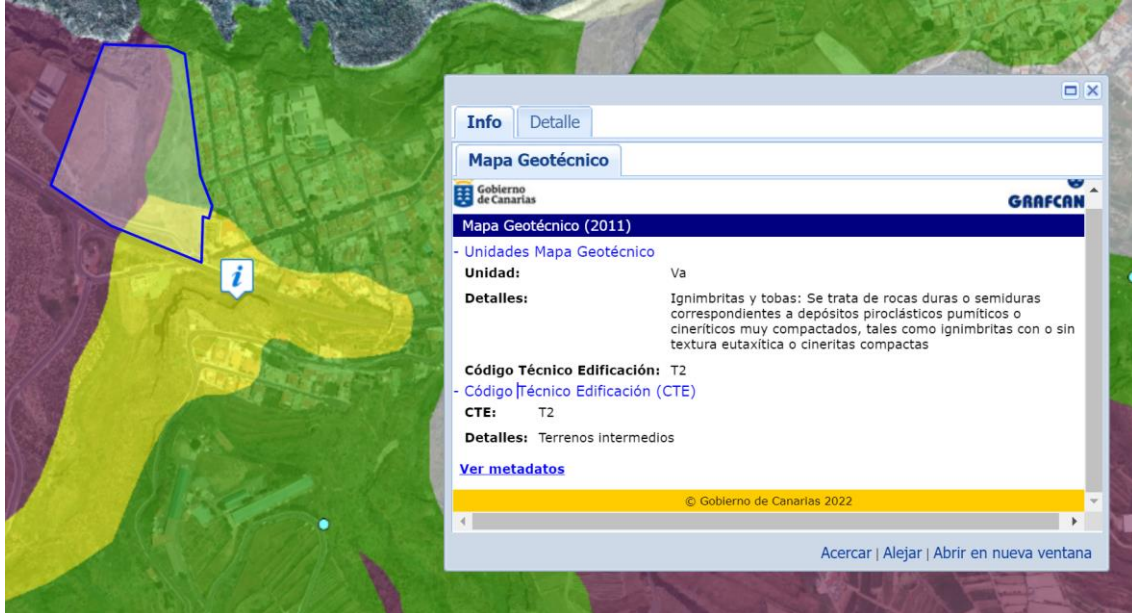 Info Detalle
Mapa Geotécnico
Gobierno
de Canarias
GRAFCAN
Mapa Geotécnico (2011)
- Unidades Mapa Geotécnico
Unidad: Va
Detalles: Ignimbritas y tobas: Se trata de rocas duras o semiduras
correspondientes a depósitos piroclásticos pumíticos o
cineríticos muy compactados, tales como ignimbritas con o sin
textura eutaxítica o cineritas compactas
Código Técnico Edificación: T2
- Código Técnico Edificación (CTE)
CTE: T2
Detalles: Terrenos intermedios
Ver metadatos
© Gobierno de Canarias 2022
Acercar | Alejar | Abrir en nueva ventana
i